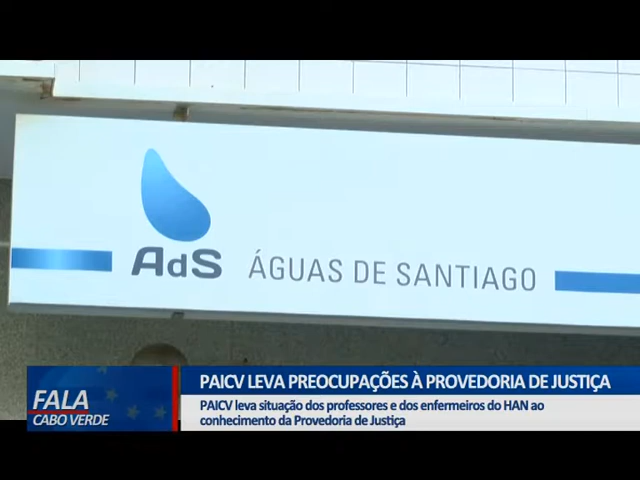 AdS ÁGUAS DE SANTIAGO
FALA
CABO VERDE
PAICV LEVA PREOCUPAÇÕES À PROVEDORIA DE JUSTIÇA
PAICV leva situação dos professores e dos enfermeiros do HAN ao
conhecimento da Provedoria de Justiça